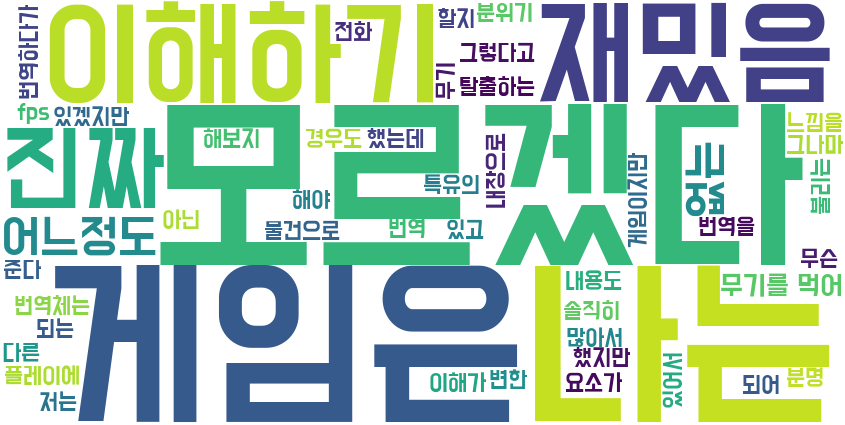 이해하기
재밌음
번역하다가
전화
할지
분위기
그렇다고
마기
탈출하는
fps
있겠지만
진짜
모르겠다
해보지
경우도
했는데
내창으로
특유의
해야
국역
게임이지만
느낌을
그나마
퀴리불
어느정도
아닌
물건으로
번역
있고
번역을
무슨
준다
게임은
나는
내용도
무기를
먹어
번역체는
솔직히
되는
많아서
다른
했지만
있어서
플레이에
이해가
변한
요소가
되어
분명
저는